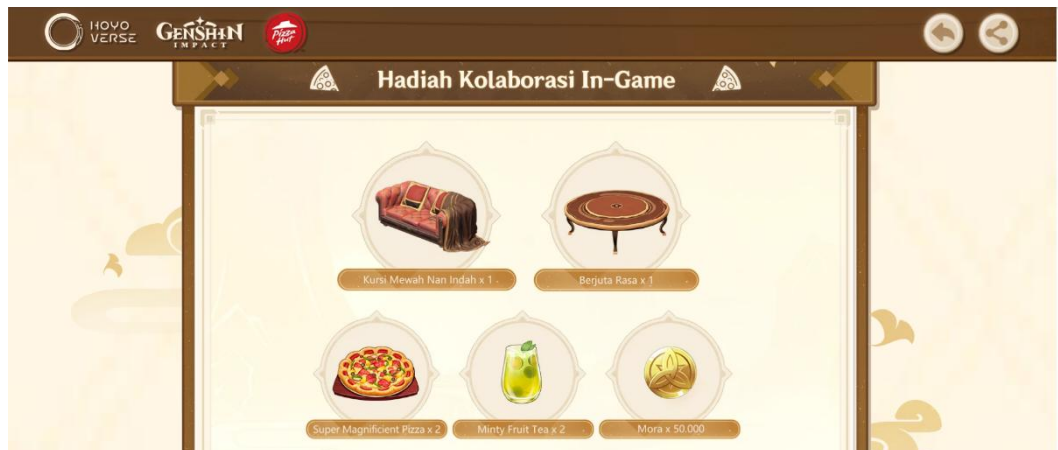 HOYO
VERSE
GENSHIN
IMPACT
Pizza
Hut
Hadiah Kolaborasi In-Game
Kursi Mewah Nan Indah x 1
Berjuta Rasa x 1
Super Magnificient Pizza x 2
Minty Fruit Tea x 2
Mora x 50.000